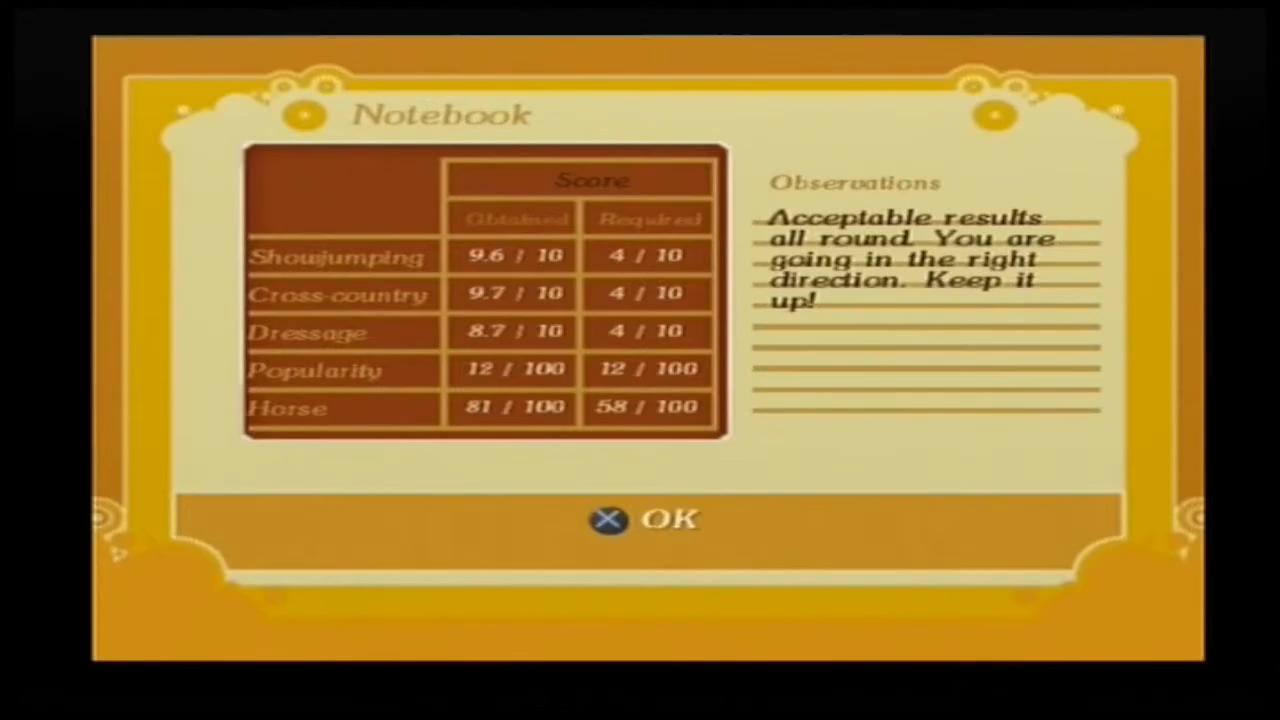 Notebook
Score
Obtained Required
Showjumping 9.6 / 10 4 / 10
Cross-country 9.7 / 10 4 / 10
Dressage 8.7 / 10 4 / 10
Popularity 12 / 100 12 / 100
Horse 81 / 100 58 / 100
Observations
Acceptable results
all round. You are
going in the right
direction. Keep it
up!
OK